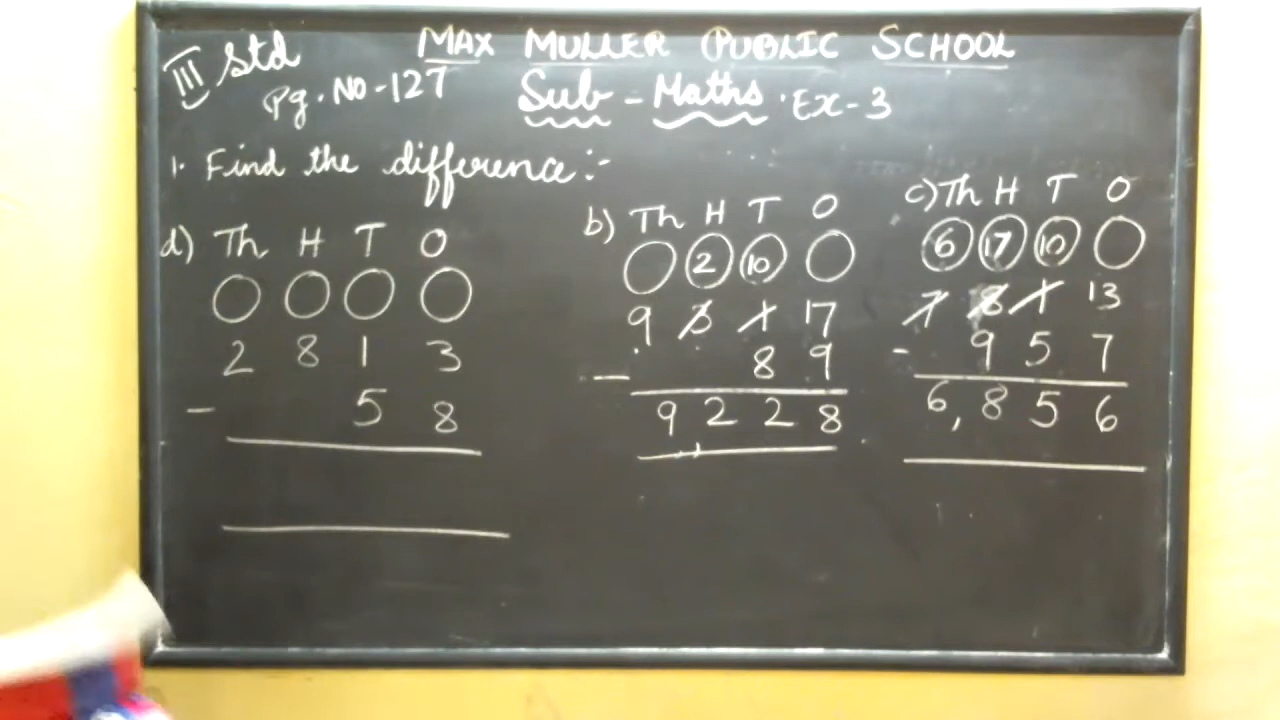 III Std MAX MULLER PUBLIC SCHOOL
Pg. No-127 Sub - Maths. Ex-3
1. Find the difference:-
d) Th H T O
2 8 1 3
- 5 8
b) Th H T O
2 10
9 3 1 17
- 8 9
9 2 2 8
c) Th H T O
6 17 10
7 8 1 13
- 9 5 7
6,8 5 6